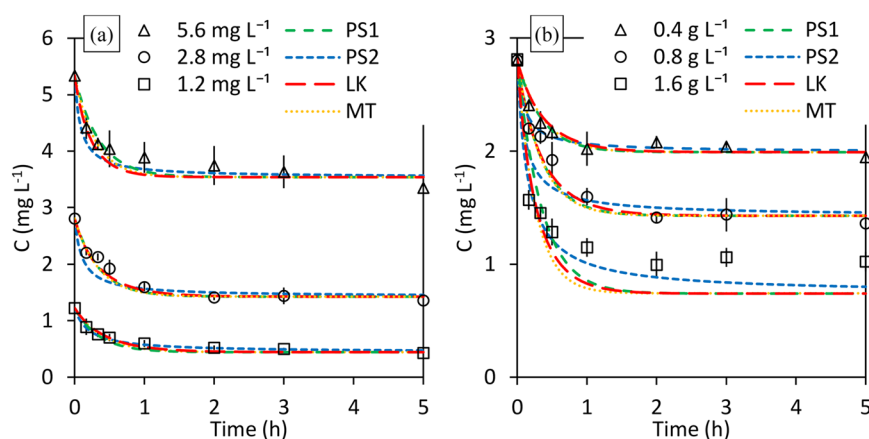 (a)
5.6 mg L⁻¹
2.8 mg L⁻¹
1.2 mg L⁻¹
PS1
PS2
LK
MT
6
5
4
3
2
1
0
C (mg L⁻¹)
0
1
2
3
4
5
Time (h)
(b)
0.4 g L⁻¹
0.8 g L⁻¹
1.6 g L⁻¹
PS1
PS2
LK
MT
3
2
1
0
C (mg L⁻¹)
0
1
2
3
4
5
Time (h)